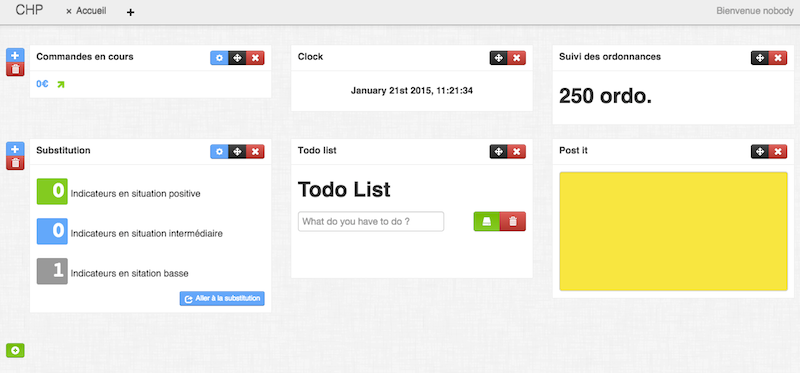 CHP
× Accueil
Bienvenue nobody
Commandes en cours
0€
Clock
January 21st 2015, 11:21:34
Suivi des ordonnances
250 ordo.
Substitution
0 Indicateurs en situation positive
0 Indicateurs en situation intermédiaire
1 Indicateurs en sitation basse
Aller à la substitution
Todo list
Todo List
What do you have to do ?
Post it